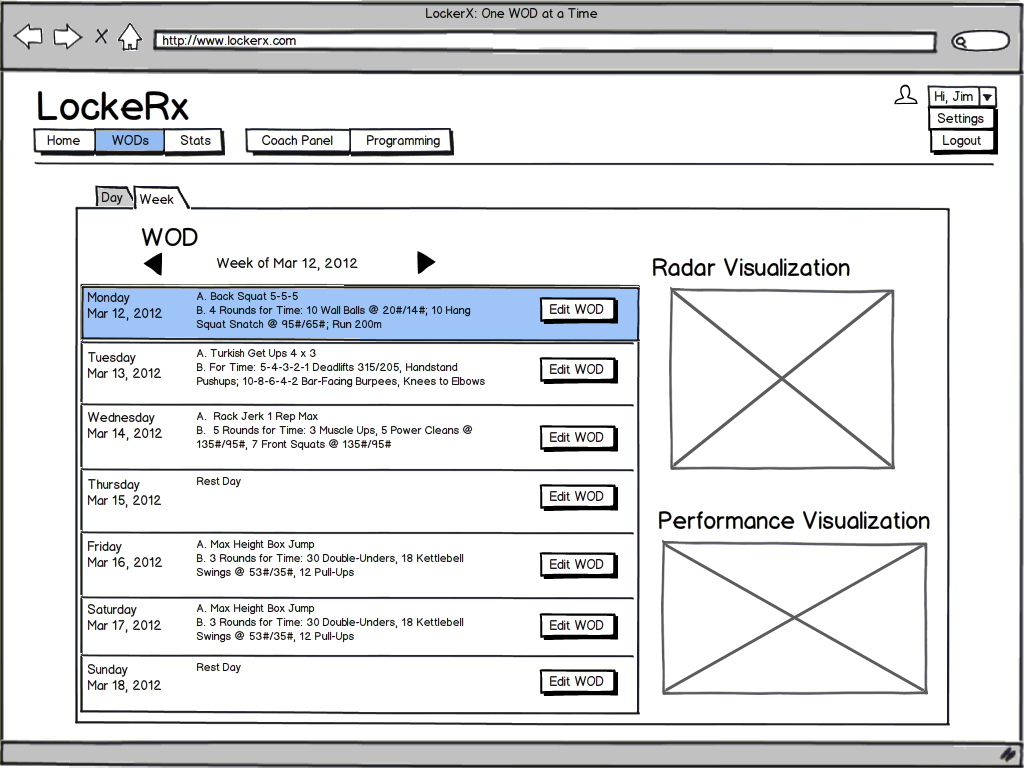 LockerX: One WOD at a Time
http://www.lockerx.com
LockeRx
Hi, Jim
Settings
Logout
Home WODs Stats Coach Panel Programming
Day Week
WOD
Week of Mar 12, 2012
Monday
Mar 12, 2012
A. Back Squat 5-5-5
B. 4 Rounds for Time: 10 Wall Balls @ 20#/14#; 10 Hang
Squat Snatch @ 95#/65#; Run 200m
Edit WOD
Tuesday
Mar 13, 2012
A. Turkish Get Ups 4 x 3
B. For Time: 5-4-3-2-1 Deadlifts 315/205, Handstand
Pushups; 10-8-6-4-2 Bar-Facing Burpees, Knees to Elbows
Edit WOD
Wednesday
Mar 14, 2012
A. Rack Jerk 1 Rep Max
B. 5 Rounds for Time: 3 Muscle Ups, 5 Power Cleans @
135#/95#, 7 Front Squats @ 135#/95#
Edit WOD
Thursday
Mar 15, 2012
Rest Day
Edit WOD
Friday
Mar 16, 2012
A. Max Height Box Jump
B. 3 Rounds for Time: 30 Double-Unders, 18 Kettlebell
Swings @ 53#/35#, 12 Pull-Ups
Edit WOD
Saturday
Mar 17, 2012
A. Max Height Box Jump
B. 3 Rounds for Time: 30 Double-Unders, 18 Kettlebell
Swings @ 53#/35#, 12 Pull-Ups
Edit WOD
Sunday
Mar 18, 2012
Rest Day
Edit WOD
Radar Visualization
Performance Visualization